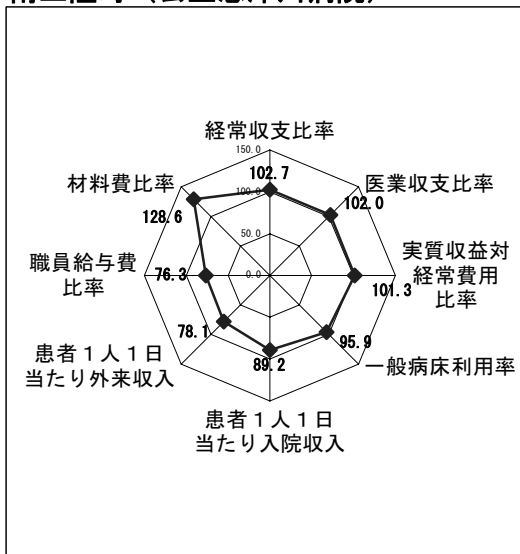 経常収支比率
150.0
102.7
100.0
材料費比率
128.6
医業収支比率
102.0
50.0
職員給与費
比率
76.3
0.0
実質収益対
経常費用
比率
101.3
78.1
95.9
患者１人１日
当たり外来収入
89.2
一般病床利用率
患者１人１日
当たり入院収入